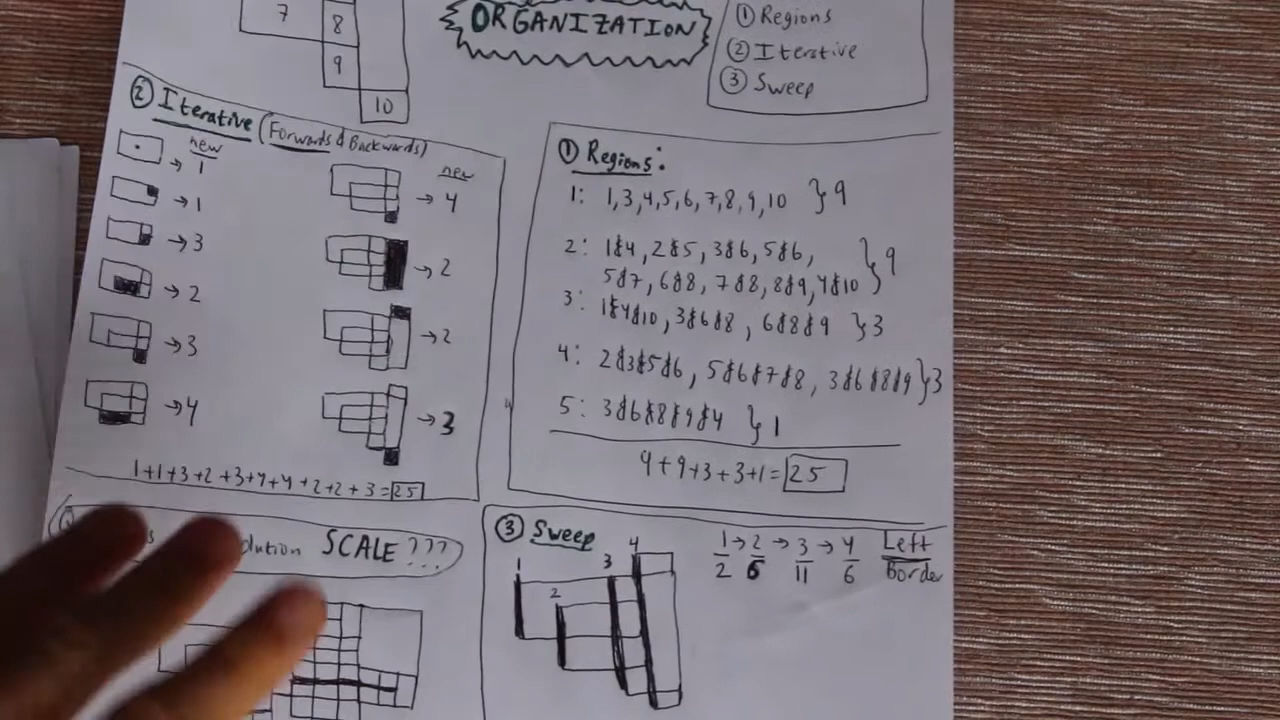 7
8
9
10
ORGANIZATION
① Regions
② Iterative
③ Sweep
② Iterative (Forwards & Backwards)
new
→ 1
→ 1
→ 3
→ 2
→ 3
→ 4
new
→ 4
→ 2
→ 2
→ 3
1+1+3+2+3+4+4+2+2+3=25
① Regions:
1: 1,3,4,5,6,7,8,9,10 } 9
2: 1&4, 2&5, 3&6, 5&6,
5&7, 6&8, 7&8, 8&9, 4&10 } 9
3: 1&4&10, 3&6&8, 6&8&9 } 3
4: 2&3&5&6, 5&6&7&8, 3&6&8&9 } 3
5: 3&6&8&9&4 } 1
9+9+3+3+1=25
SCALE???
③ Sweep
1 2 3 4
1 → 2 → 3 → 4 Left
2 6 11 6 Border